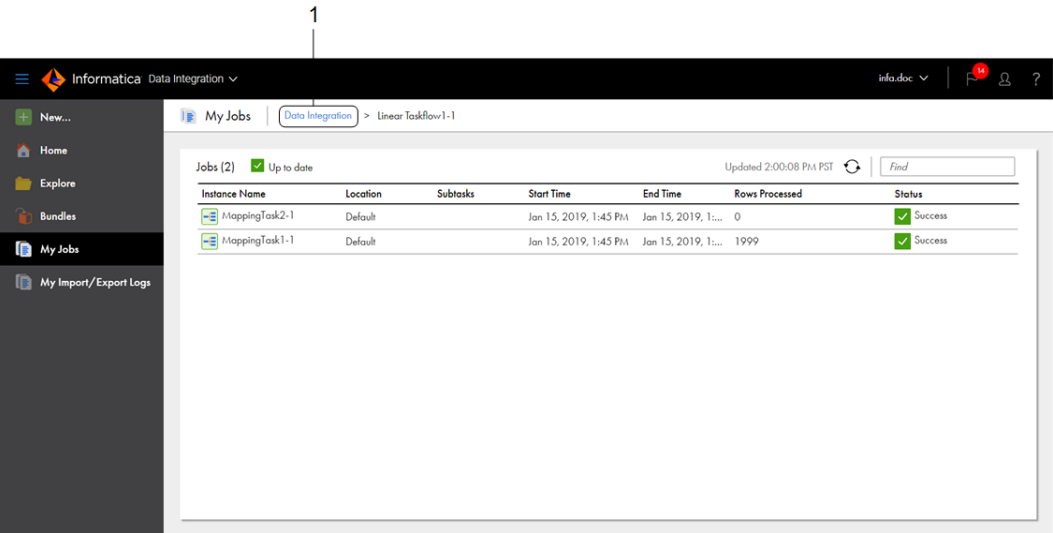 1
Informatica Data Integration
infa.doc
14
?
New...
Home
Explore
Bundles
My Jobs
My Import/Export Logs
My Jobs
Data Integration > Linear Taskflow1-1
Jobs (2) Up to date Updated 2:00:08 PM PST Find
Instance Name Location Subtasks Start Time End Time Rows Processed Status
MappingTask2-1 Default Jan 15, 2019, 1:45 PM Jan 15, 2019, 1:... 0 Success
MappingTask1-1 Default Jan 15, 2019, 1:45 PM Jan 15, 2019, 1:... 1999 Success